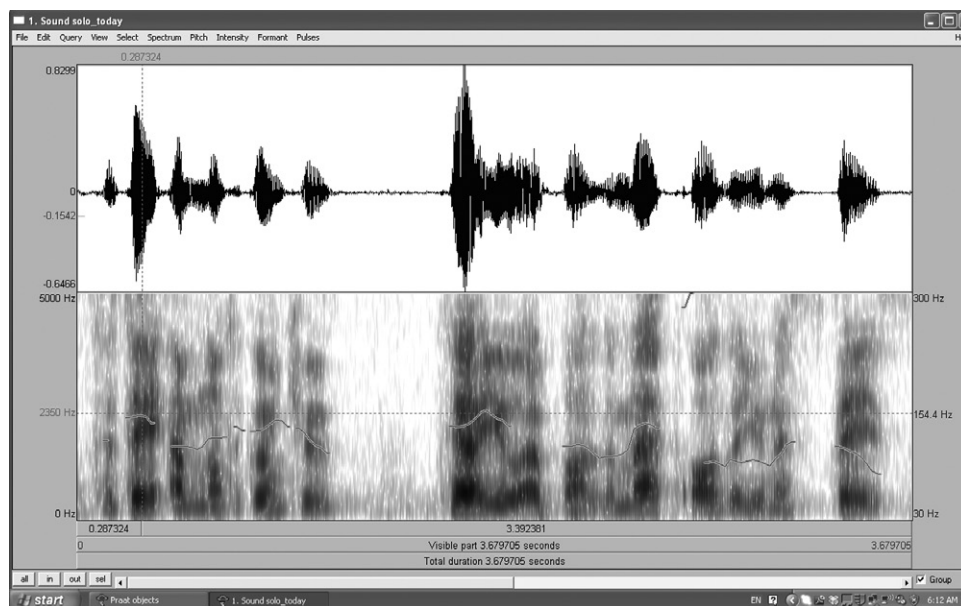 1. Sound solo_today
File Edit Query View Select Spectrum Pitch Intensity Formant Pulses H
0.287324
0.8299
0
-0.1542
-0.6466
5000 Hz 300 Hz
2350 Hz 154.4 Hz
0 Hz 30 Hz
0.287324 3.392381
0 Visible part 3.679705 seconds 3.679705
Total duration 3.679705 seconds
all in out sel Group
start Praat objects 1. Sound solo_today EN 6:12 AM